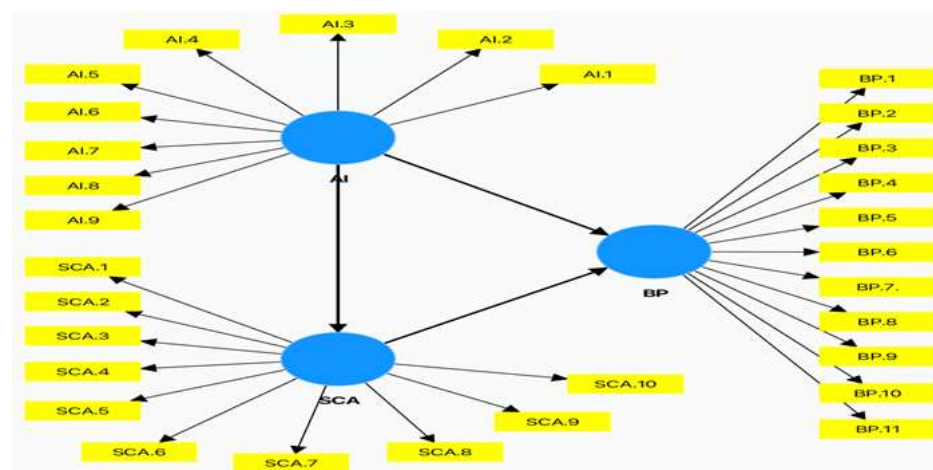 AI.3
AI.4
AI.2
AI.5
AI.1
AI.6
AI.7
AI.8
AI.9
AI
BP.1
BP.2
BP.3
BP.4
BP.5
BP.6
BP.7.
BP.8
BP.9
BP.10
BP.11
BP
SCA.1
SCA.2
SCA.3
SCA.4
SCA.5
SCA.6
SCA.7
SCA.8
SCA.9
SCA.10
SCA